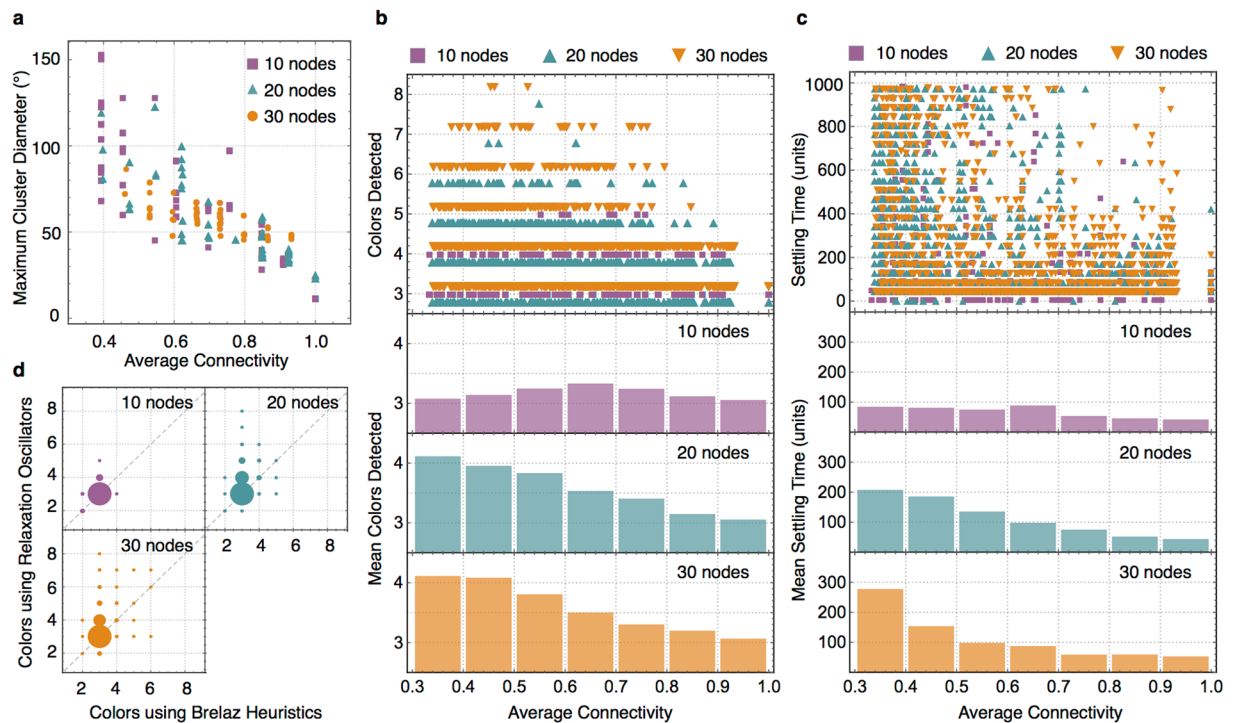 a
150
100
50
0
Maximum Cluster Diameter (°)
10 nodes
20 nodes
30 nodes
0.4 0.6 0.8 1.0
Average Connectivity
b
10 nodes 20 nodes 30 nodes
8
7
6
5
4
3
Colors Detected
10 nodes
4
3
20 nodes
4
3
30 nodes
4
3
Mean Colors Detected
0.3 0.4 0.5 0.6 0.7 0.8 0.9 1.0
Average Connectivity
c
10 nodes 20 nodes 30 nodes
1000
800
600
400
200
0
Settling Time (units)
10 nodes
300
200
100
20 nodes
300
200
100
30 nodes
300
200
100
Mean Settling Time (units)
0.3 0.4 0.5 0.6 0.7 0.8 0.9 1.0
Average Connectivity
d
10 nodes
20 nodes
8
6
4
2
30 nodes
2 4 6 8
8
6
4
2
2 4 6 8
Colors using Relaxation Oscillators
Colors using Brelaz Heuristics